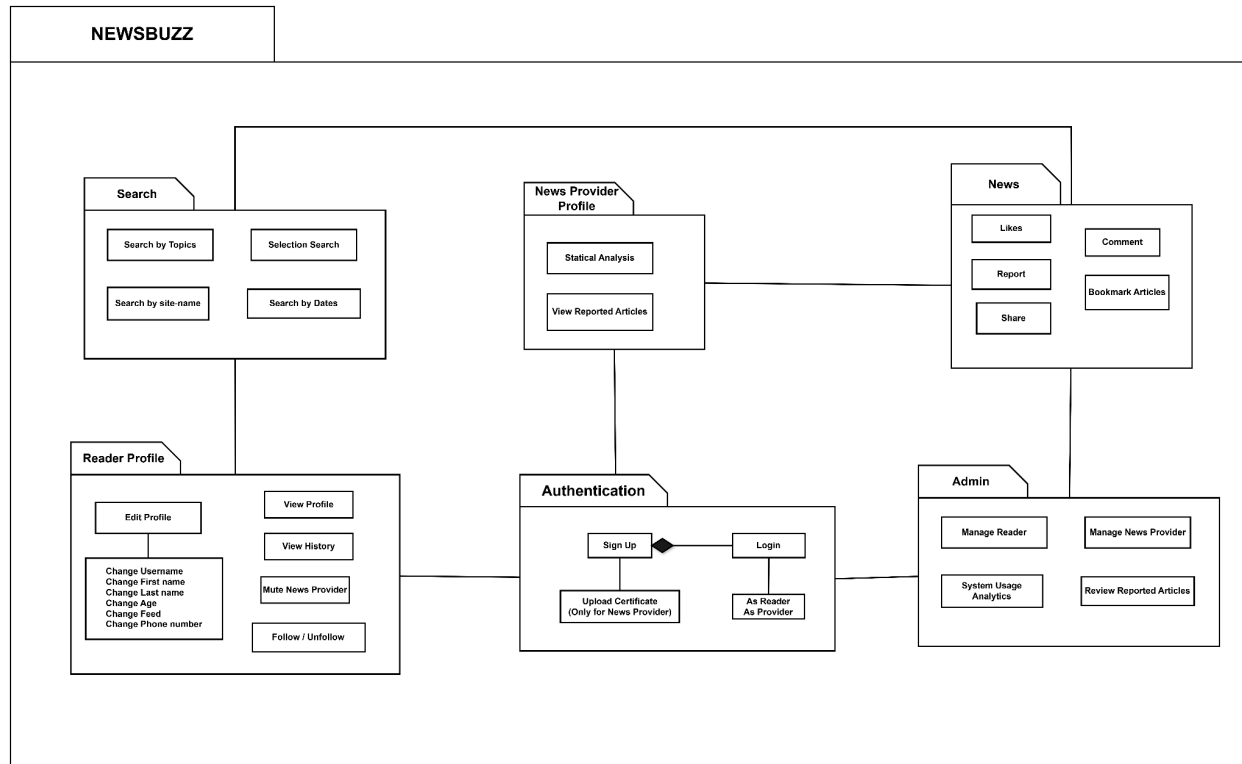 NEWSBUZZ
Search
Search by Topics
Selection Search
Search by site-name
Search by Dates
News Provider
Profile
Statical Analysis
View Reported Articles
News
Likes
Comment
Report
Bookmark Articles
Share
Reader Profile
Edit Profile
Change Username
Change First name
Change Last name
Change Age
Change Feed
Change Phone number
View Profile
View History
Mute News Provider
Follow / Unfollow
Authentication
Sign Up
Login
Upload Certificate
(Only for News Provider)
As Reader
As Provider
Admin
Manage Reader
Manage News Provider
System Usage
Analytics
Review Reported Articles